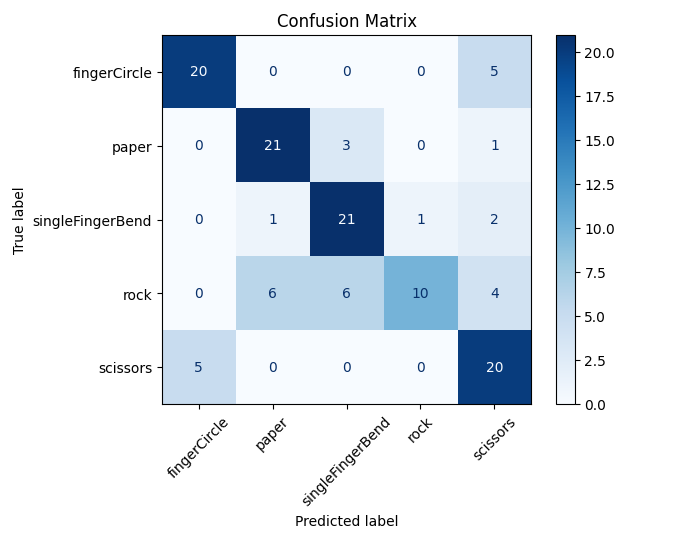 Confusion Matrix
True label
fingerCircle 20 0 0 0 5
paper 0 21 3 0 1
singleFingerBend 0 1 21 1 2
rock 0 6 6 10 4
scissors 5 0 0 0 20
fingerCircle paper singleFingerBend rock scissors
Predicted label
20.0
17.5
15.0
12.5
10.0
7.5
5.0
2.5
0.0